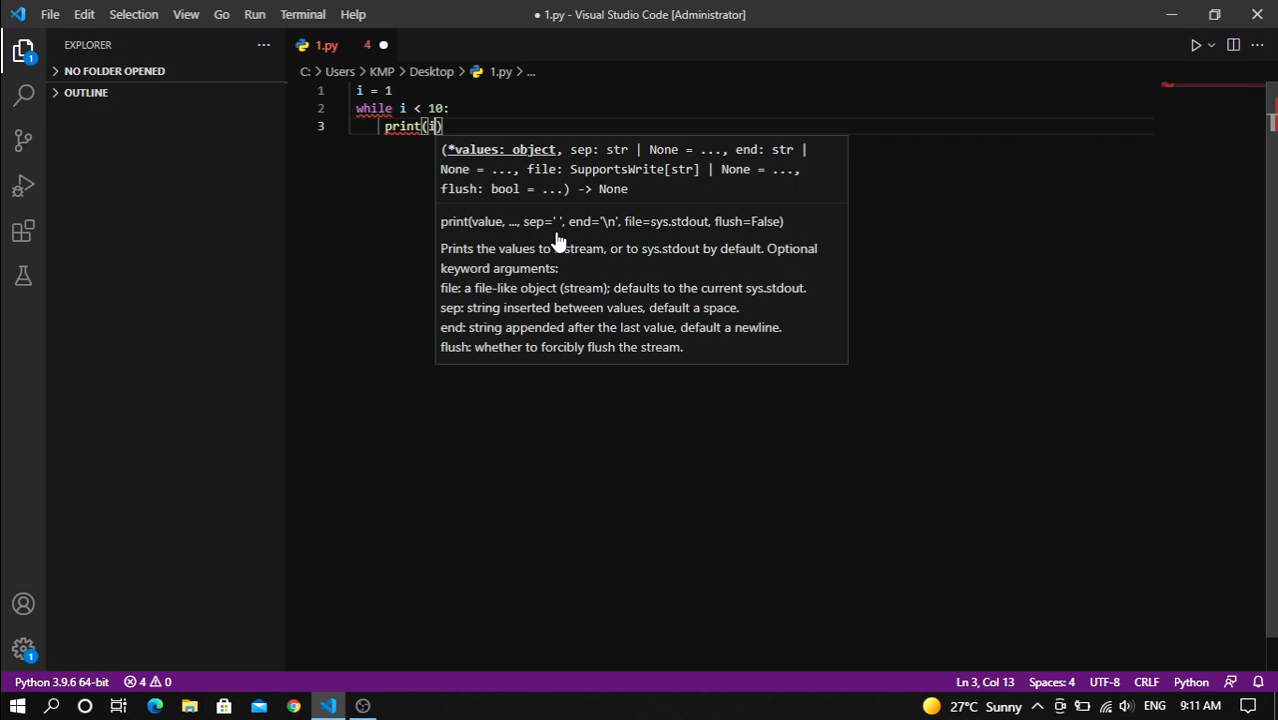 File Edit Selection View Go Run Terminal Help
● 1.py - Visual Studio Code [Administrator]
EXPLORER
1.py 4
1
NO FOLDER OPENED
C: > Users > KMP > Desktop > 1.py > ...
OUTLINE
1 i = 1
2 while i < 10:
3 print(i)
(*values: object, sep: str | None = ..., end: str |
None = ..., file: SupportsWrite[str] | None = ...,
flush: bool = ...) -> None
print(value, ..., sep=' ', end='\n', file=sys.stdout, flush=False)
Prints the values to stream, or to sys.stdout by default. Optional
keyword arguments:
file: a file-like object (stream); defaults to the current sys.stdout.
sep: string inserted between values, default a space.
end: string appended after the last value, default a newline.
flush: whether to forcibly flush the stream.
1
Python 3.9.6 64-bit 4 0 Ln 3, Col 13 Spaces: 4 UTF-8 CRLF Python
27°C Sunny ENG 9:11 AM